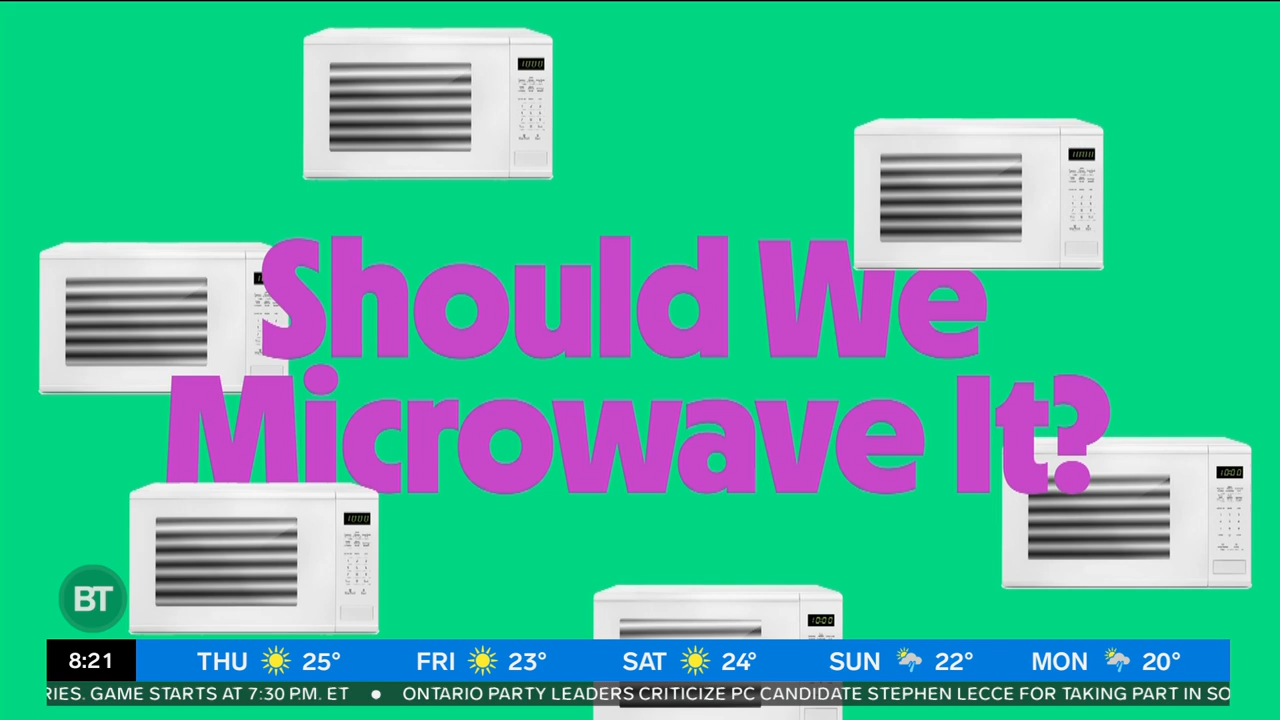 Should We
Microwave It?
BT
8:21 THU 25° FRI 23° SAT 24° SUN 22° MON 20°
RIES. GAME STARTS AT 7:30 P.M. ET • ONTARIO PARTY LEADERS CRITICIZE PC CANDIDATE STEPHEN LECCE FOR TAKING PART IN SO